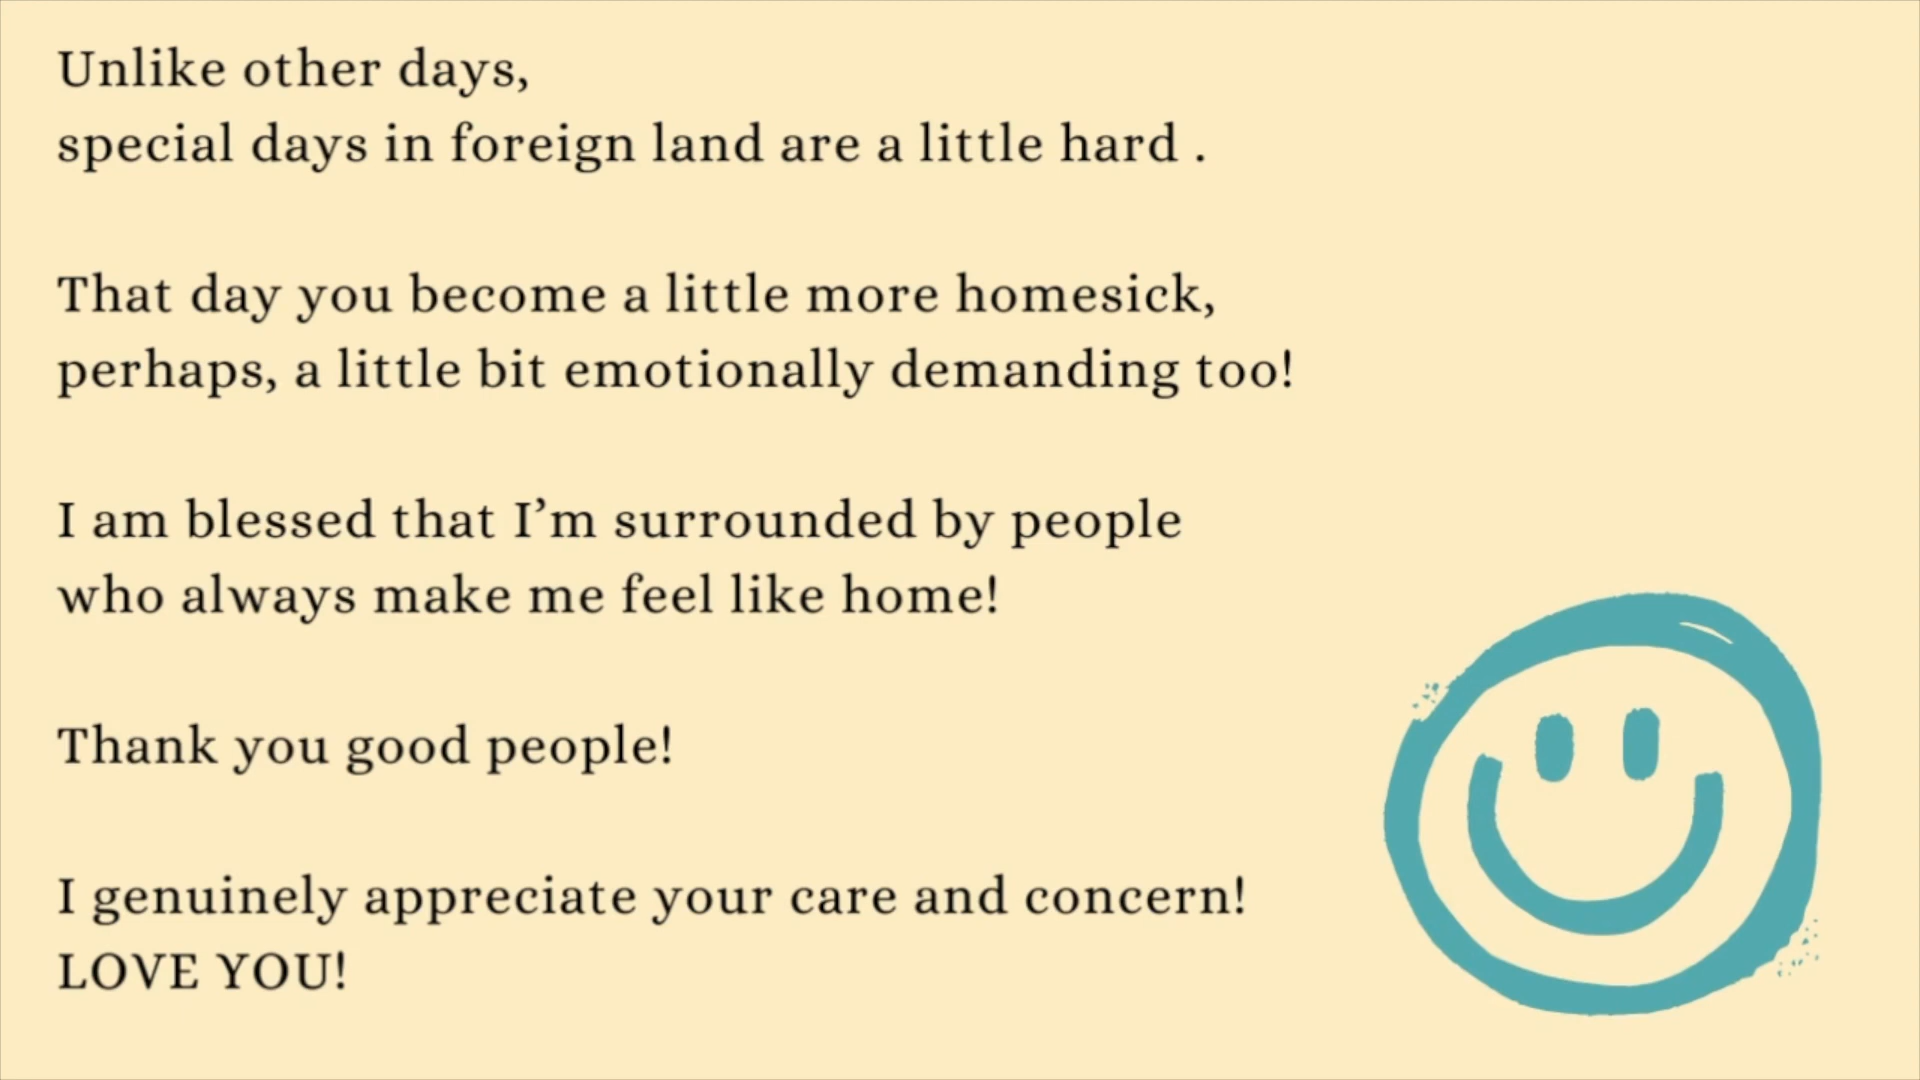 Unlike other days,
special days in foreign land are a little hard .
That day you become a little more homesick,
perhaps, a little bit emotionally demanding too!
I am blessed that I’m surrounded by people
who always make me feel like home!
Thank you good people!
I genuinely appreciate your care and concern!
LOVE YOU!